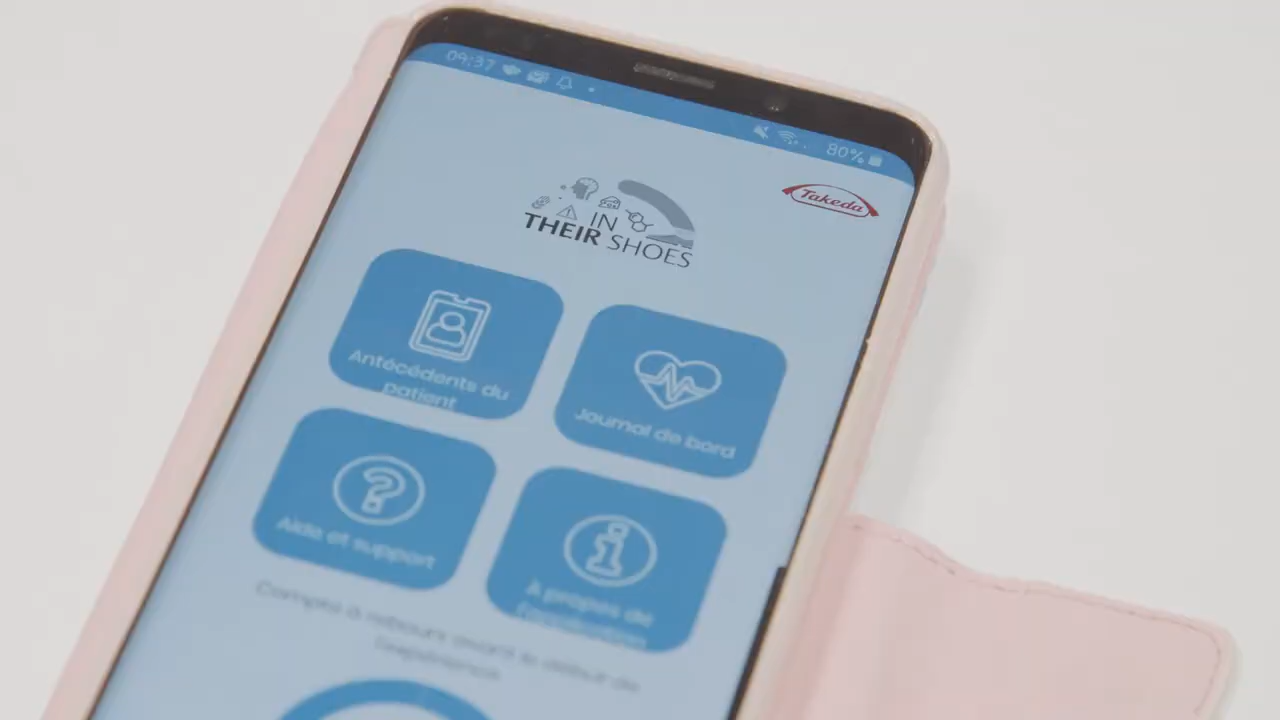 09:37
80%
Takeda
IN
THEIR SHOES
Antécédents du
patient
Journal de bord
Aide et support
À propos de
l'application
Compte à rebours avant le début de
l'expérience